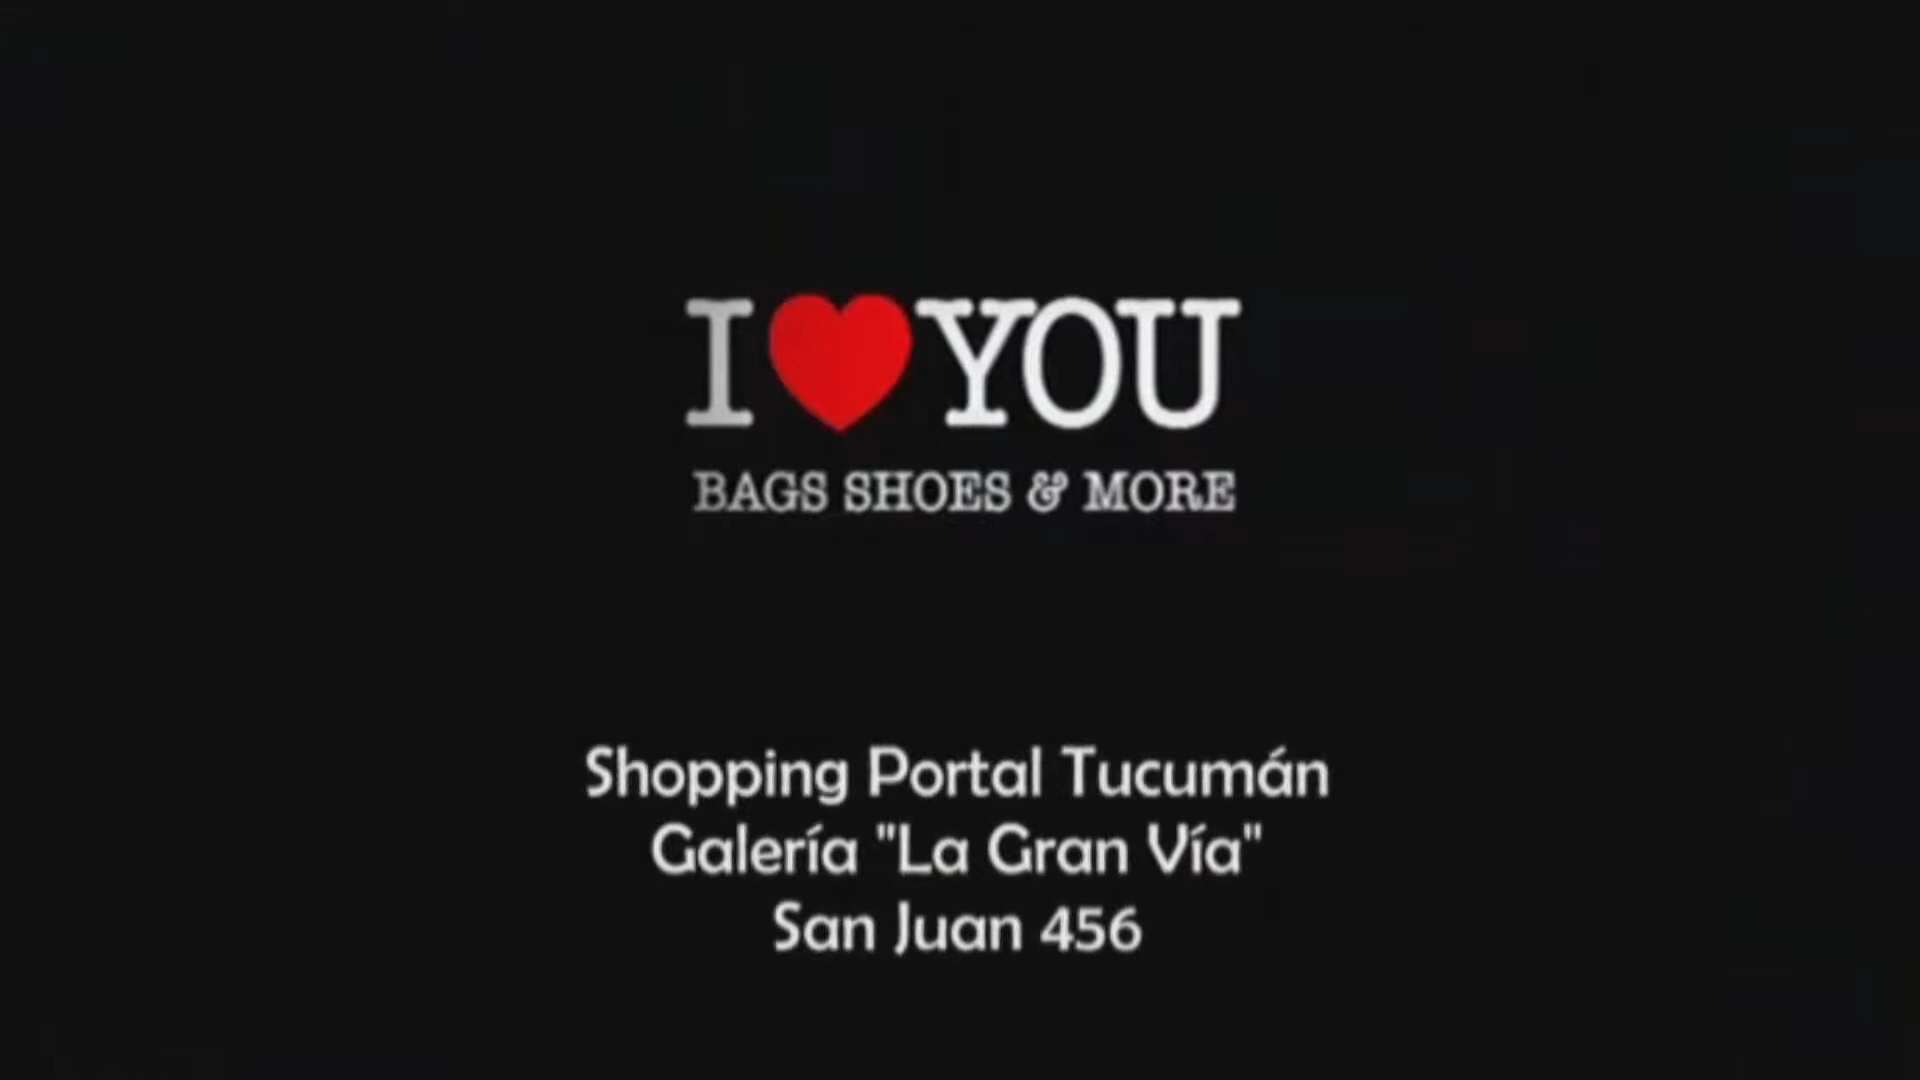 I ❤ YOU
BAGS SHOES & MORE
Shopping Portal Tucumán
Galería "La Gran Vía"
San Juan 456